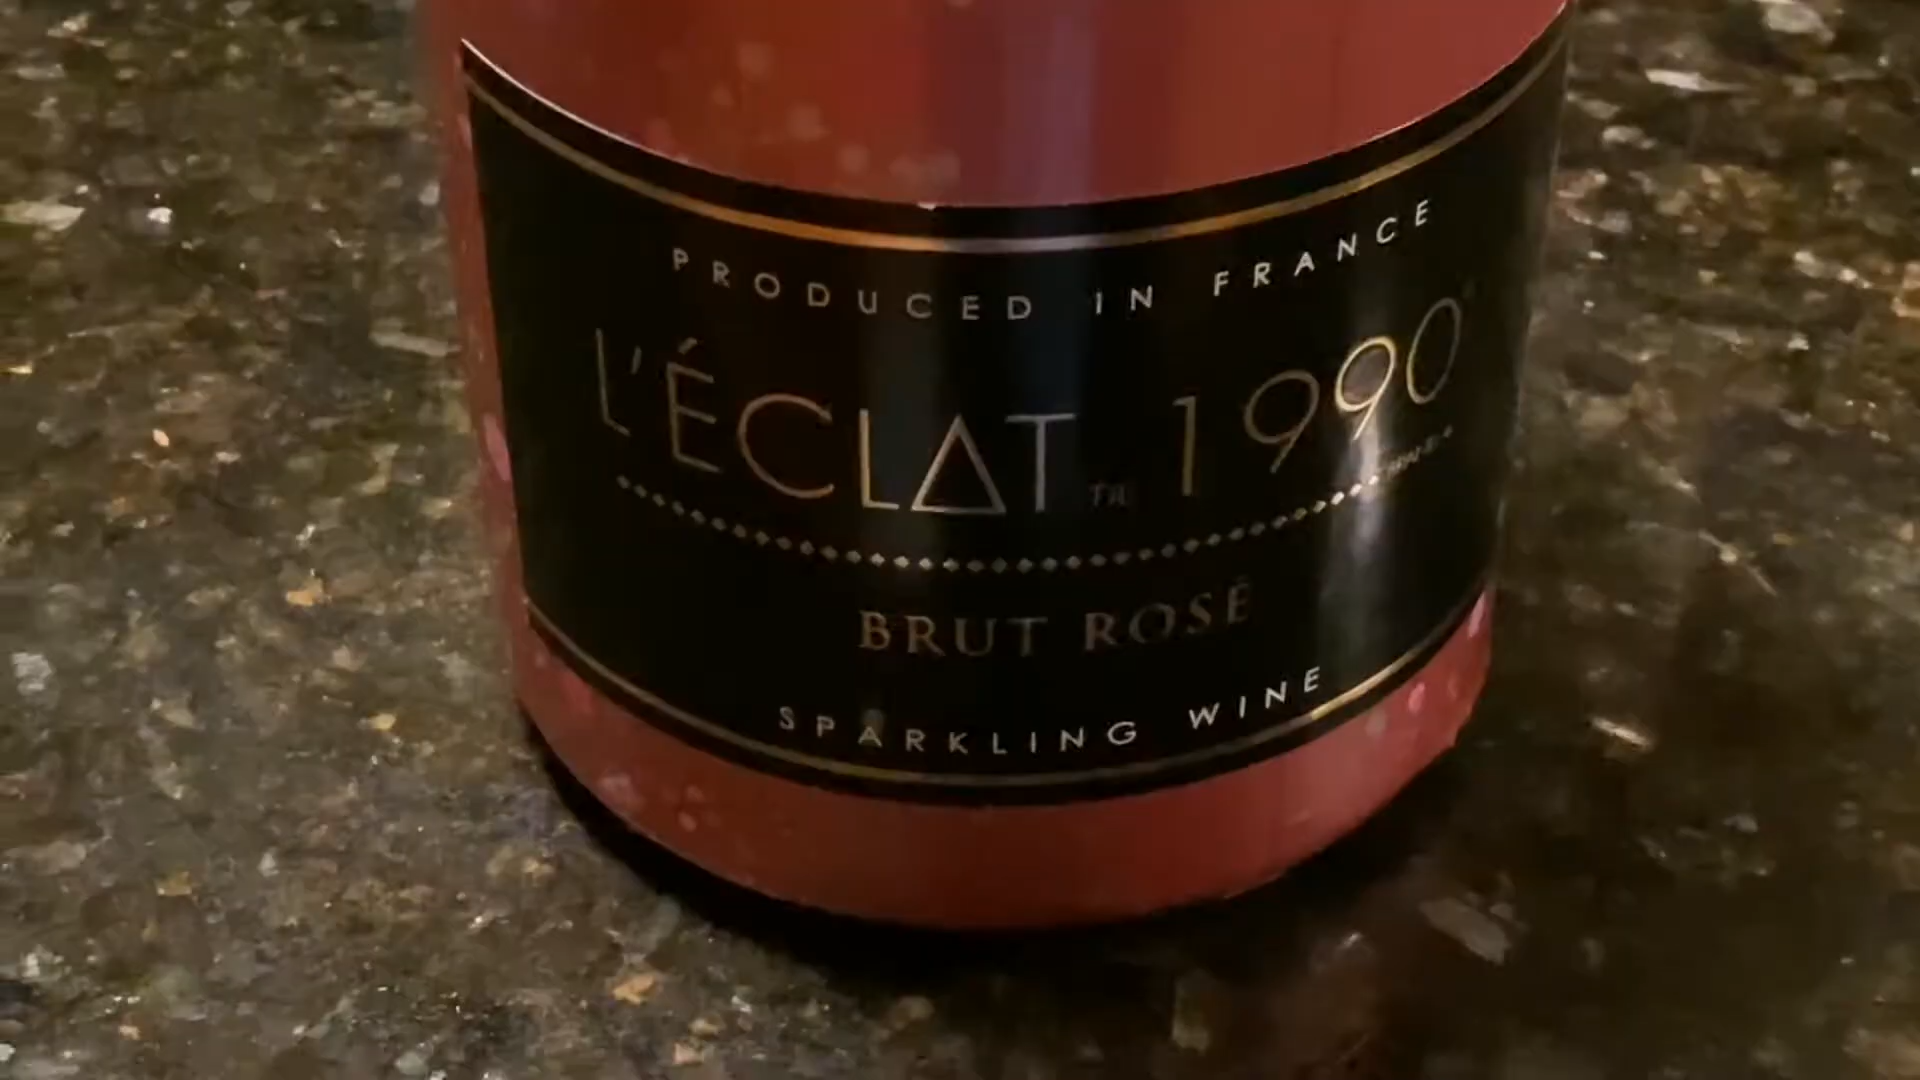 PRODUCED IN FRANCE
L'ÉCLAT 1990
BRUT ROSÉ
SPARKLING WINE